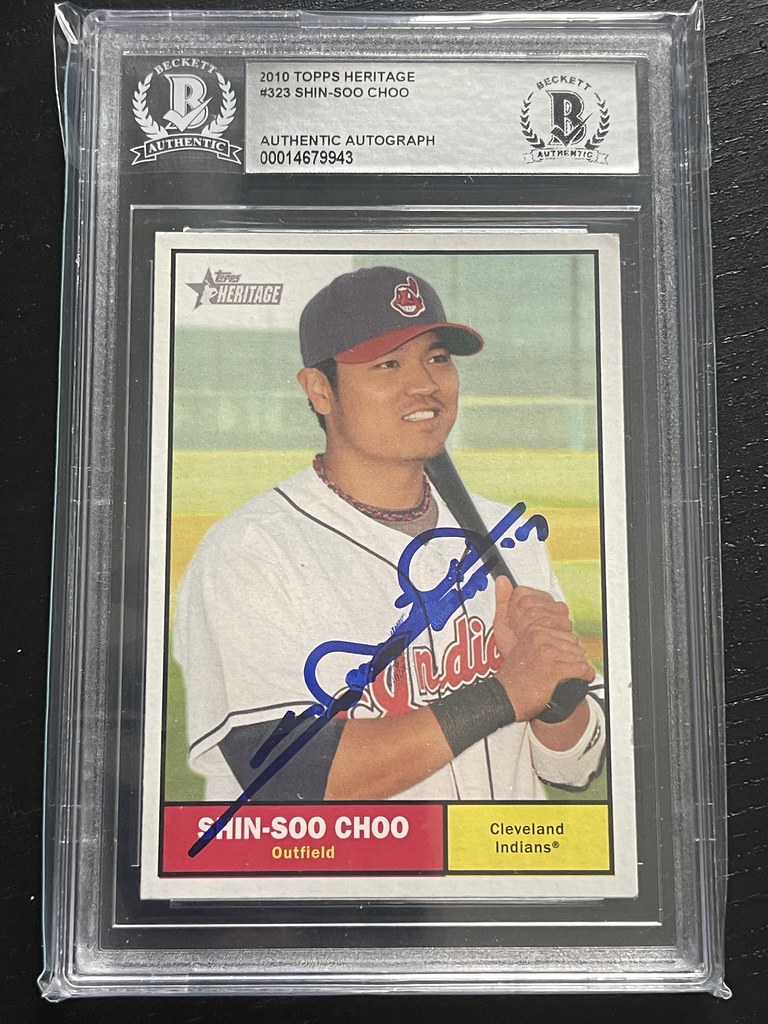 BECKETT
B
AUTHENTIC
2010 TOPPS HERITAGE
#323 SHIN-SOO CHOO
AUTHENTIC AUTOGRAPH
00014679943
BECKETT
B
AUTHENTIC
Topps
HERITAGE
Indians
SHIN-SOO CHOO
Outfield
Cleveland
Indians®